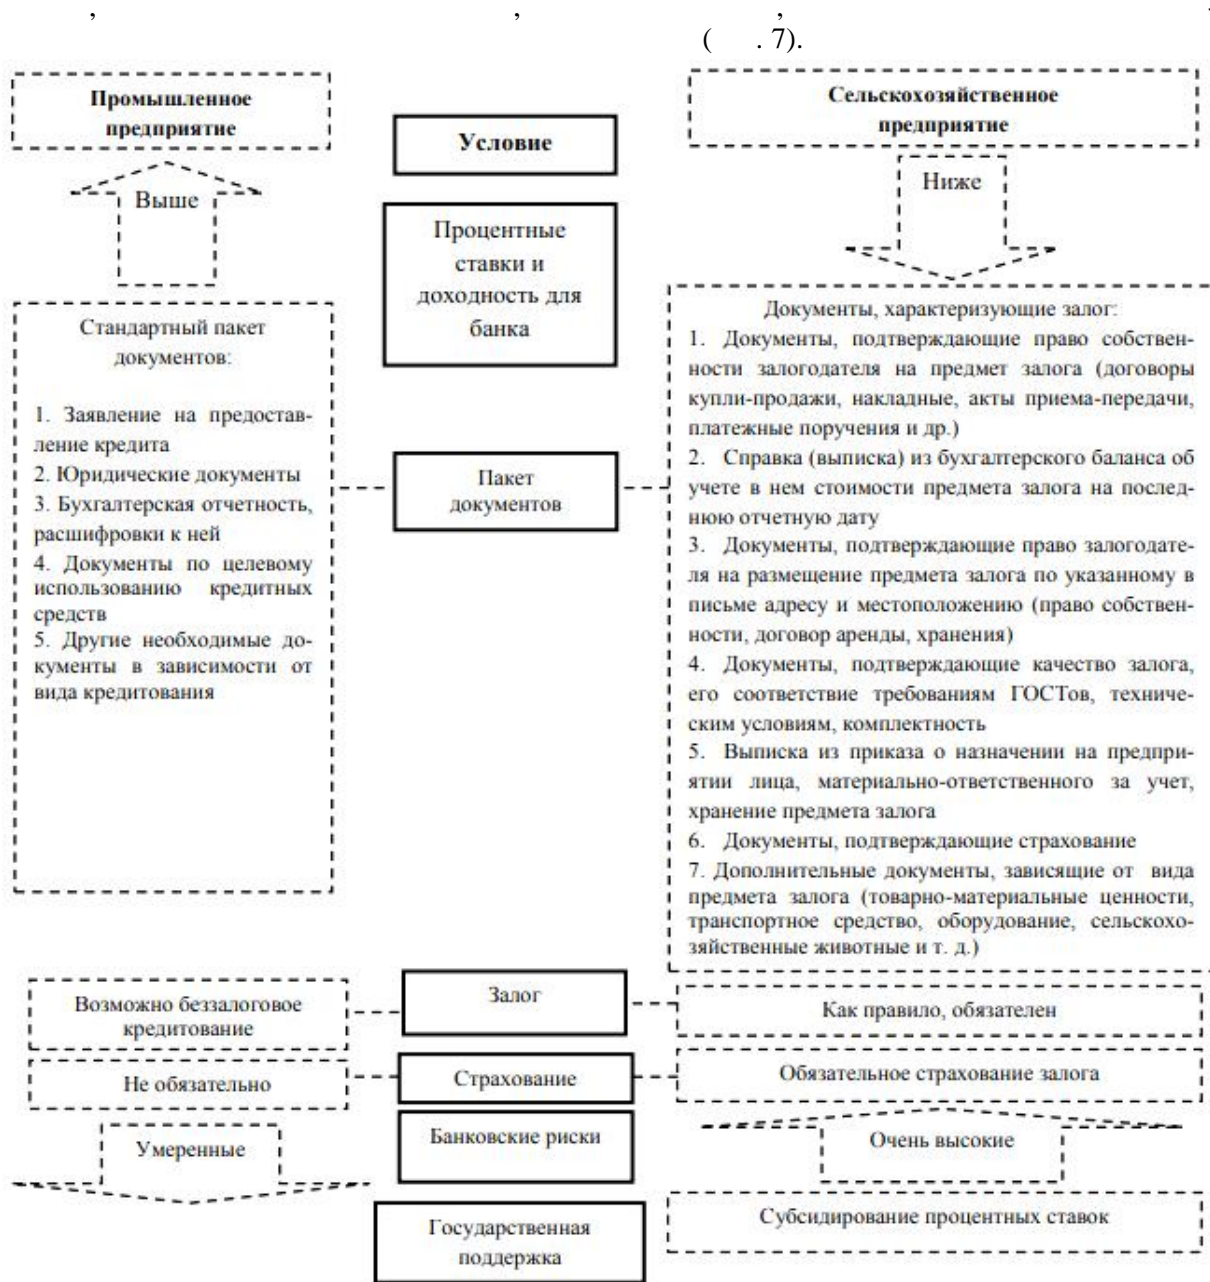 , , ,
( . 7).
Промышленное
предприятие
Условие
Сельскохозяйственное
предприятие
Выше
Процентные
ставки и
доходность для
банка
Ниже
Стандартный пакет
документов:
1. Заявление на предостав-
ление кредита
2. Юридические документы
3. Бухгалтерская отчетность,
расшифровки к ней
4. Документы по целевому
использованию кредитных
средств
5. Другие необходимые до-
кументы в зависимости от
вида кредитования
Пакет
документов
Документы, характеризующие залог:
1. Документы, подтверждающие право собствен-
ности залогодателя на предмет залога (договоры
купли-продажи, накладные, акты приема-передачи,
платежные поручения и др.)
2. Справка (выписка) из бухгалтерского баланса об
учете в нем стоимости предмета залога на послед-
нюю отчетную дату
3. Документы, подтверждающие право залогодате-
ля на размещение предмета залога по указанному в
письме адресу и местоположению (право собствен-
ности, договор аренды, хранения)
4. Документы, подтверждающие качество залога,
его соответствие требованиям ГОСТов, техниче-
ским условиям, комплектность
5. Выписка из приказа о назначении на предпри-
ятии лица, материально-ответственного за учет,
хранение предмета залога
6. Документы, подтверждающие страхование
7. Дополнительные документы, зависящие от вида
предмета залога (товарно-материальные ценности,
транспортное средство, оборудование, сельскохо-
зяйственные животные и т. д.)
Возможно беззалоговое
кредитование
Залог
Как правило, обязателен
Не обязательно
Страхование
Обязательное страхование залога
Умеренные
Банковские риски
Очень высокие
Государственная
поддержка
Субсидирование процентных ставок